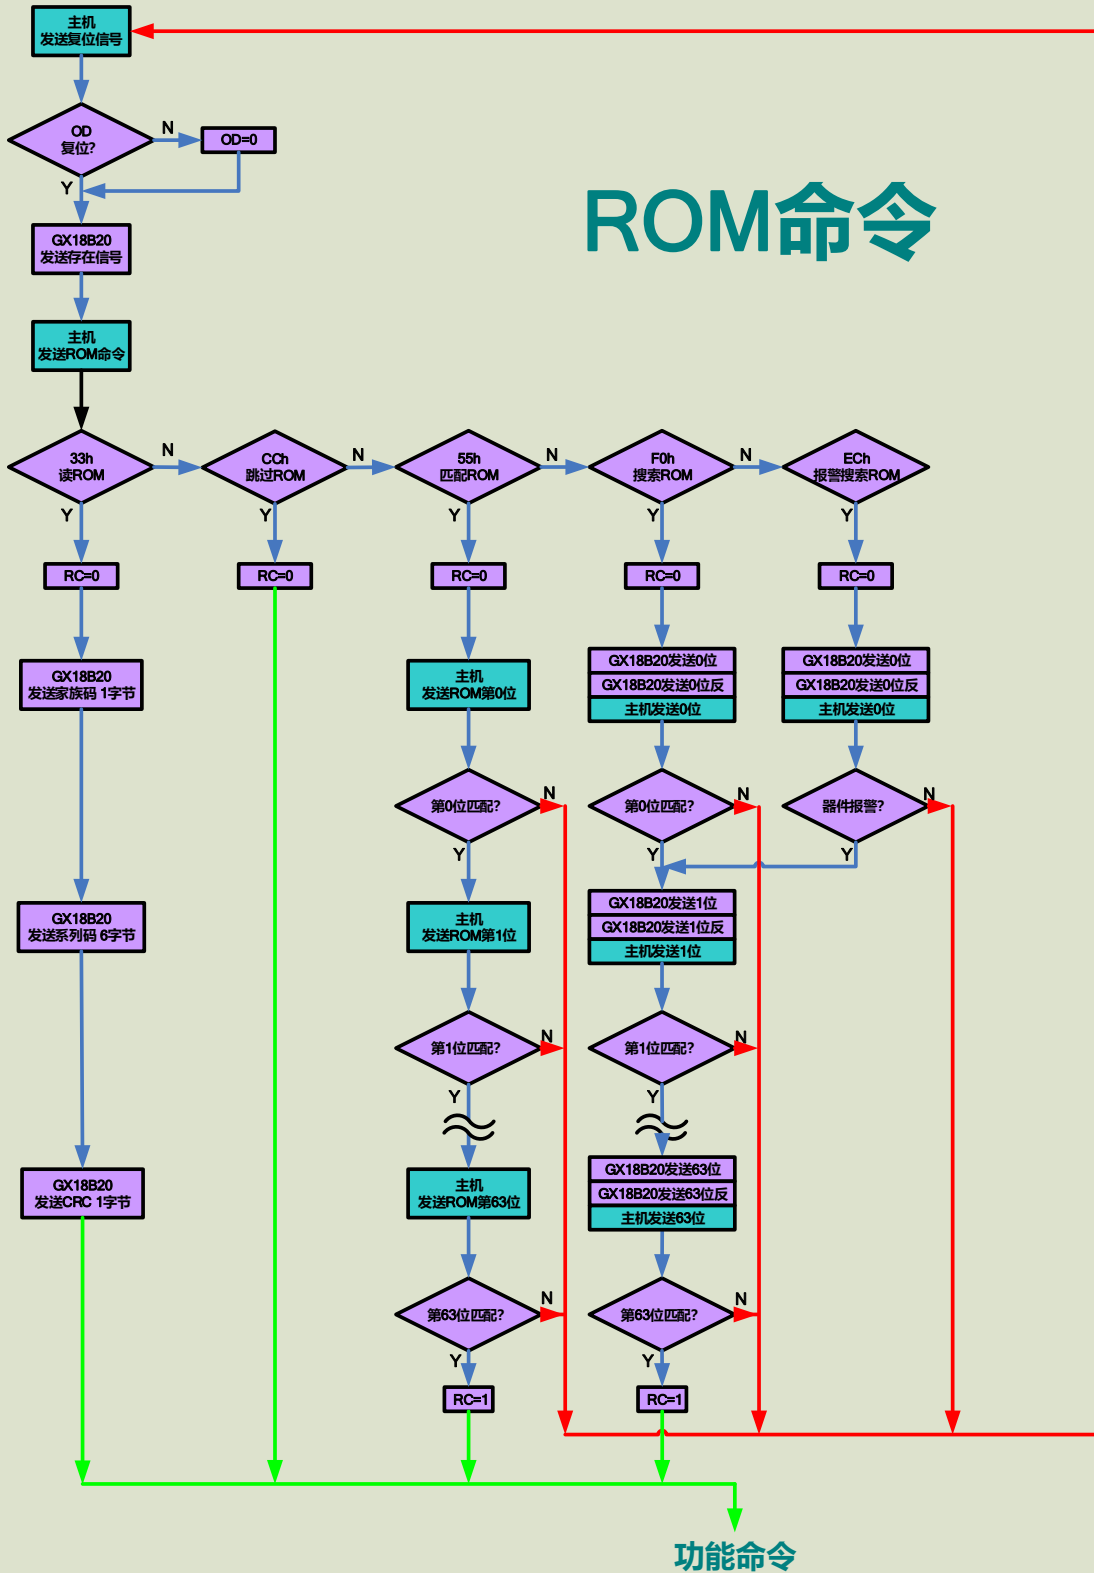 主机
发送复位信号
OD
复位?
N
OD=0
Y
GX18B20
发送存在信号
ROM命令
主机
发送ROM命令
33h
读ROM
N
CCh
跳过ROM
N
55h
匹配ROM
N
F0h
搜索ROM
N
ECh
报警搜索ROM
Y
Y
Y
Y
Y
RC=0
RC=0
RC=0
RC=0
RC=0
GX18B20
发送家族码 1字节
主机
发送ROM第0位
GX18B20发送0位
GX18B20发送0位反
主机发送0位
GX18B20发送0位
GX18B20发送0位反
主机发送0位
第0位匹配?
N
第0位匹配?
N
器件报警?
N
Y
Y
Y
GX18B20
发送系列码 6字节
主机
发送ROM第1位
GX18B20发送1位
GX18B20发送1位反
主机发送1位
第1位匹配?
N
第1位匹配?
N
Y
Y
GX18B20
发送CRC 1字节
主机
发送ROM第63位
GX18B20发送63位
GX18B20发送63位反
主机发送63位
第63位匹配?
N
第63位匹配?
N
Y
Y
RC=1
RC=1
功能命令